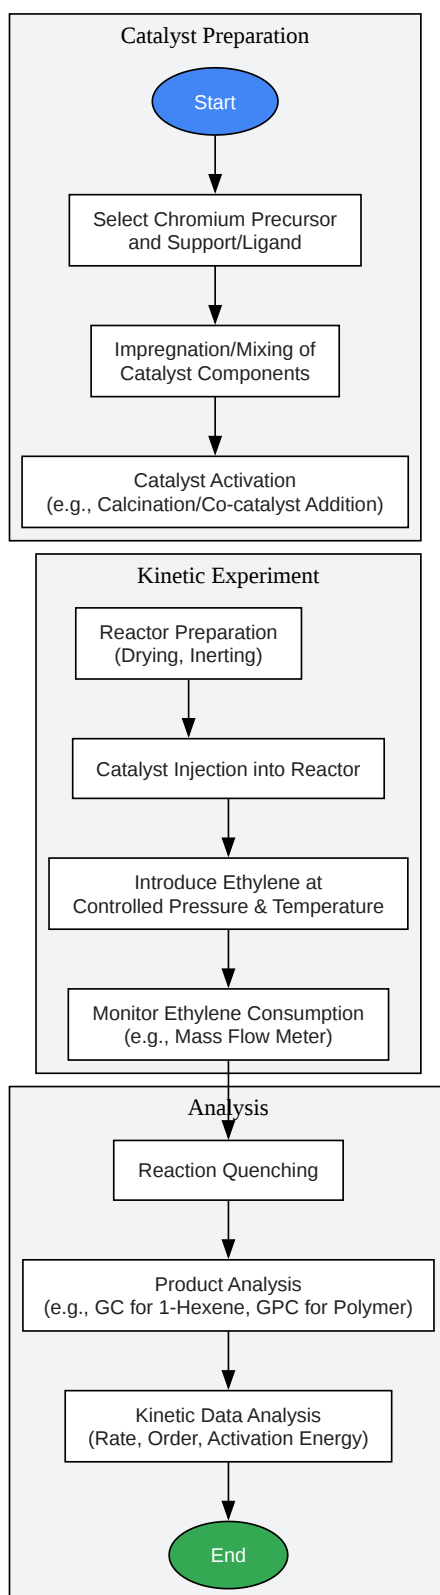 Catalyst Preparation
Start
Select Chromium Precursor
and Support/Ligand
Impregnation/Mixing of
Catalyst Components
Catalyst Activation
(e.g., Calcination/Co-catalyst Addition)
Kinetic Experiment
Reactor Preparation
(Drying, Inerting)
Catalyst Injection into Reactor
Introduce Ethylene at
Controlled Pressure & Temperature
Monitor Ethylene Consumption
(e.g., Mass Flow Meter)
Analysis
Reaction Quenching
Product Analysis
(e.g., GC for 1-Hexene, GPC for Polymer)
Kinetic Data Analysis
(Rate, Order, Activation Energy)
End